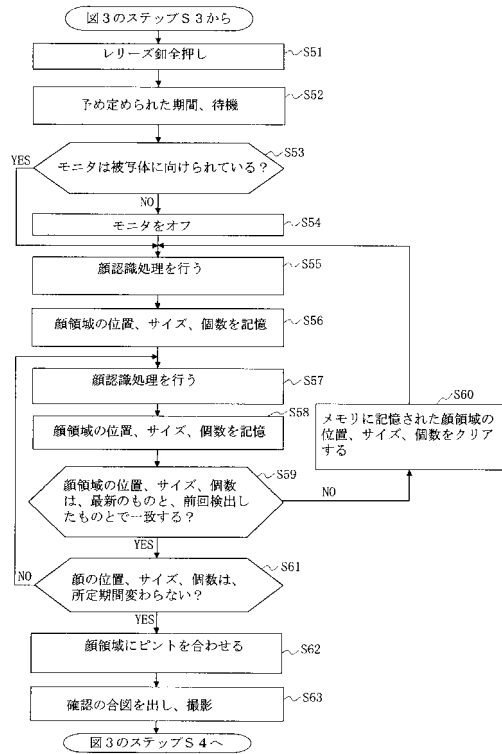 図3のステップS3から
レリーズ釦全押し
S51
予め定められた期間、待機
S52
モニタは被写体に向けられている?
S53
YES
NO
モニタをオフ
S54
顔認識処理を行う
S55
顔領域の位置、サイズ、個数を記憶
S56
顔認識処理を行う
S57
顔領域の位置、サイズ、個数を記憶
S58
S60
メモリに記憶された顔領域の
位置、サイズ、個数をクリア
する
顔領域の位置、サイズ、個数
は、最新のものと、前回検出し
たものとで一致する?
S59
NO
YES
顔の位置、サイズ、個数は、
所定期間変わらない?
S61
NO
YES
顔領域にピントを合わせる
S62
確認の合図を出し、撮影
S63
図3のステップS4へ